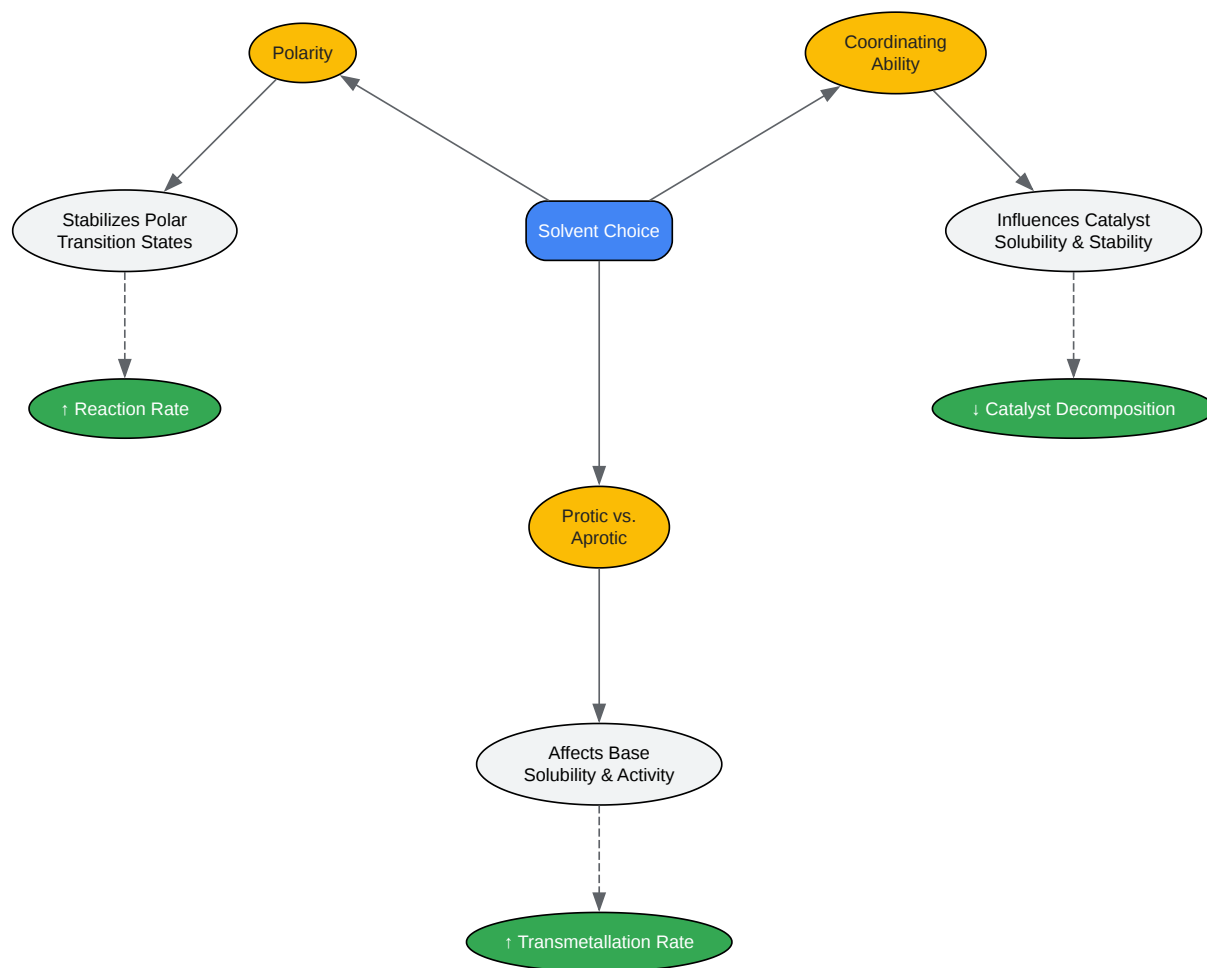 Polarity
Coordinating
Ability
Stabilizes Polar
Transition States
Solvent Choice
Influences Catalyst
Solubility & Stability
↑ Reaction Rate
↓ Catalyst Decomposition
Protic vs.
Aprotic
Affects Base
Solubility & Activity
↑ Transmetallation Rate